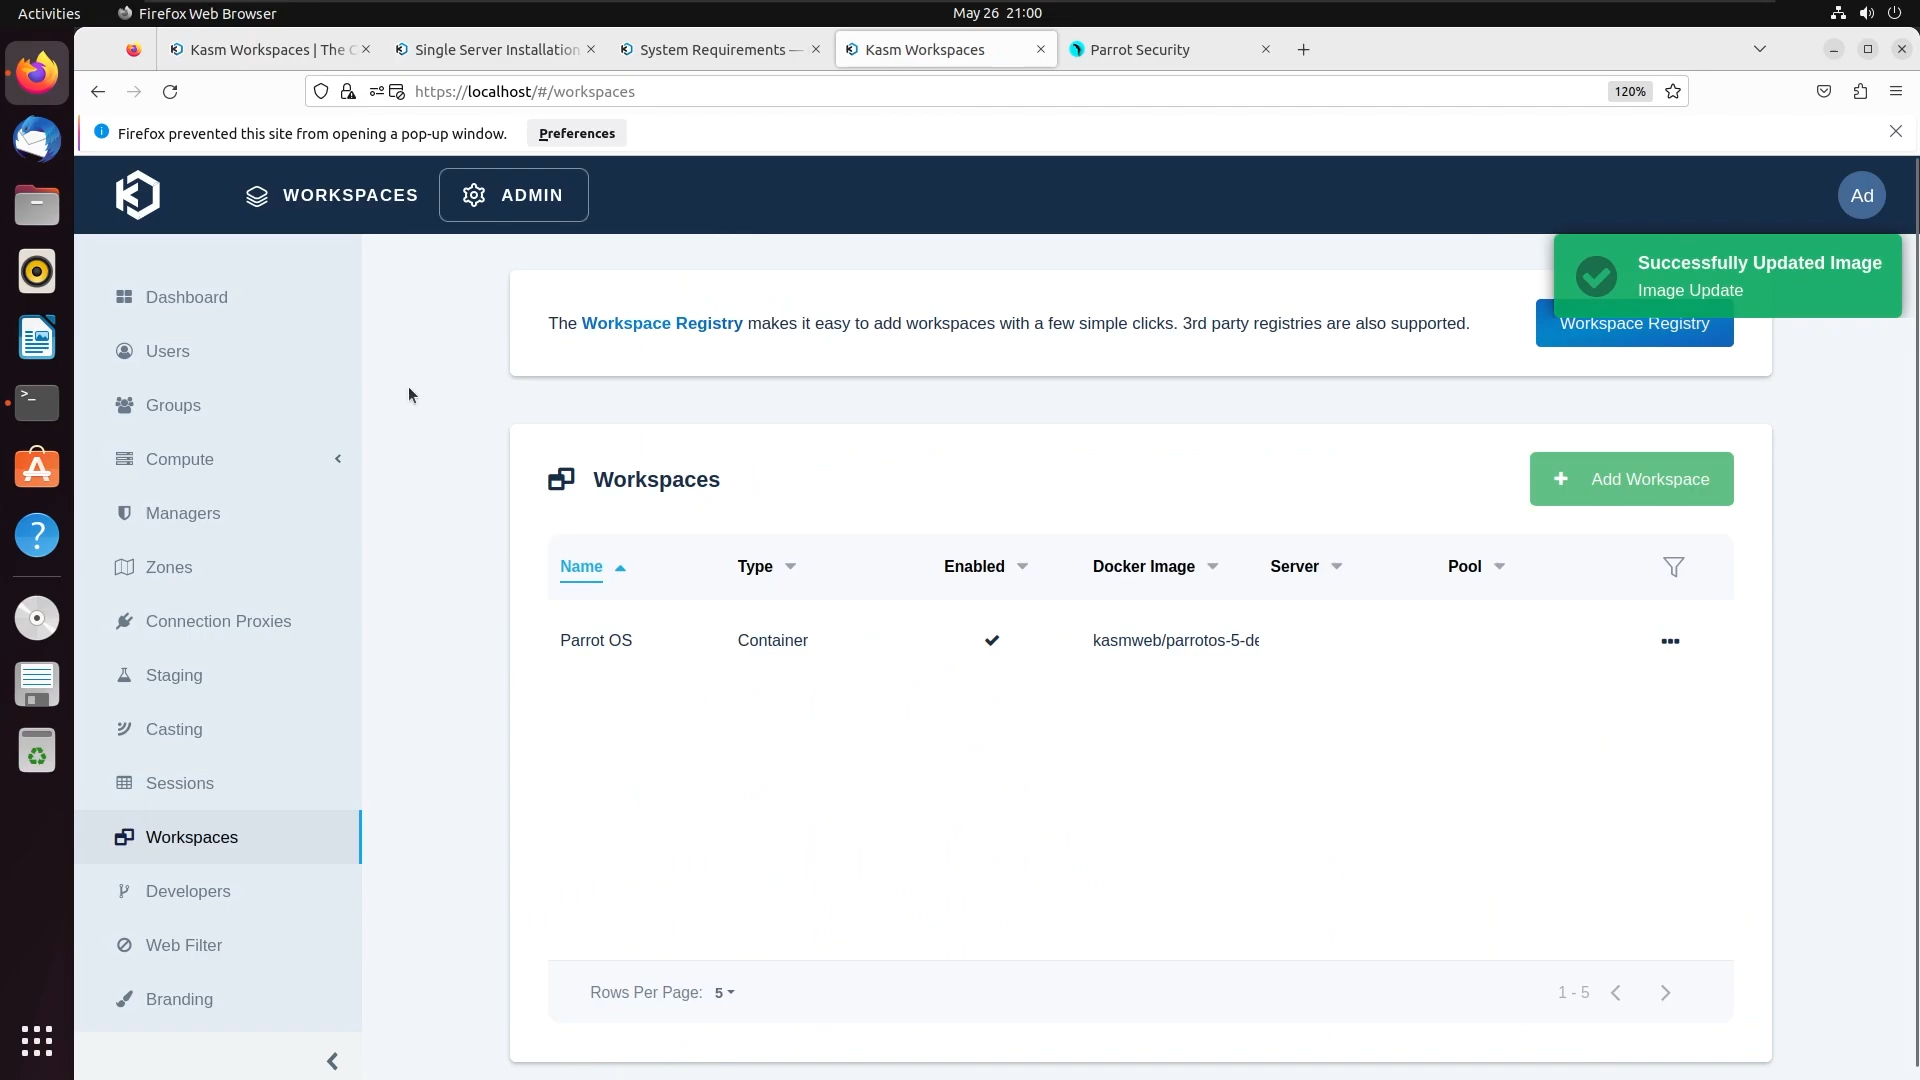 Activities
Firefox Web Browser
May 26 21:00
Kasm Workspaces | The C
Single Server Installation
System Requirements —
Kasm Workspaces
Parrot Security
https://localhost/#/workspaces
120%
Firefox prevented this site from opening a pop-up window.
Preferences
WORKSPACES
ADMIN
Ad
Successfully Updated Image
Image Update
Dashboard
Users
Groups
Compute
Managers
Zones
Connection Proxies
Staging
Casting
Sessions
Workspaces
Developers
Web Filter
Branding
The Workspace Registry makes it easy to add workspaces with a few simple clicks. 3rd party registries are also supported.
Workspace Registry
Workspaces
Add Workspace
Name Type Enabled Docker Image Server Pool
Parrot OS Container kasmweb/parrotos-5-de
Rows Per Page: 5
1 - 5